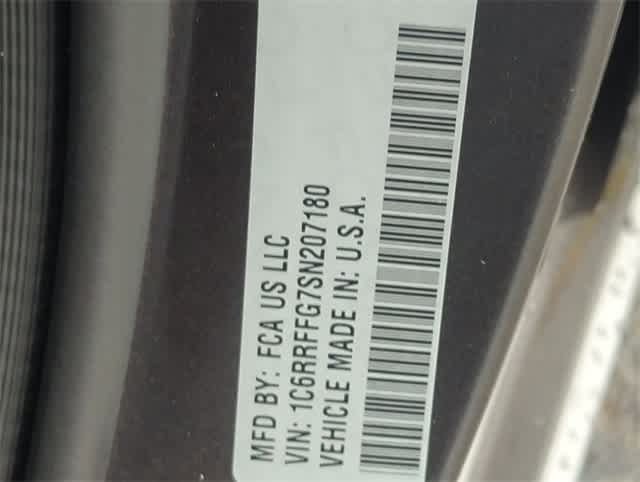 MFD BY: FCA US LLC
VIN: 1C6RRFFG7SN207180
VEHICLE MADE IN: U.S.A.